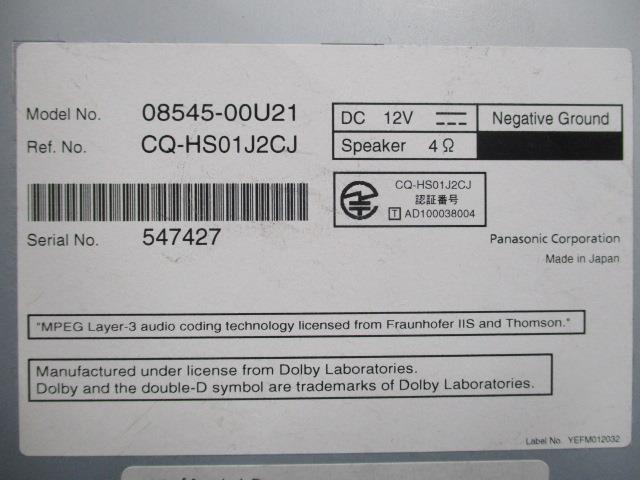 Model No. 08545-00U21
Ref. No. CQ-HS01J2CJ
DC 12V
Negative Ground
Speaker 4 Ω
CQ-HS01J2CJ
認証番号
T AD100038004
Serial No. 547427
Panasonic Corporation
Made in Japan
"MPEG Layer-3 audio coding technology licensed from Fraunhofer IIS and Thomson."
Manufactured under license from Dolby Laboratories.
Dolby and the double-D symbol are trademarks of Dolby Laboratories.
Label No. YEFM012032